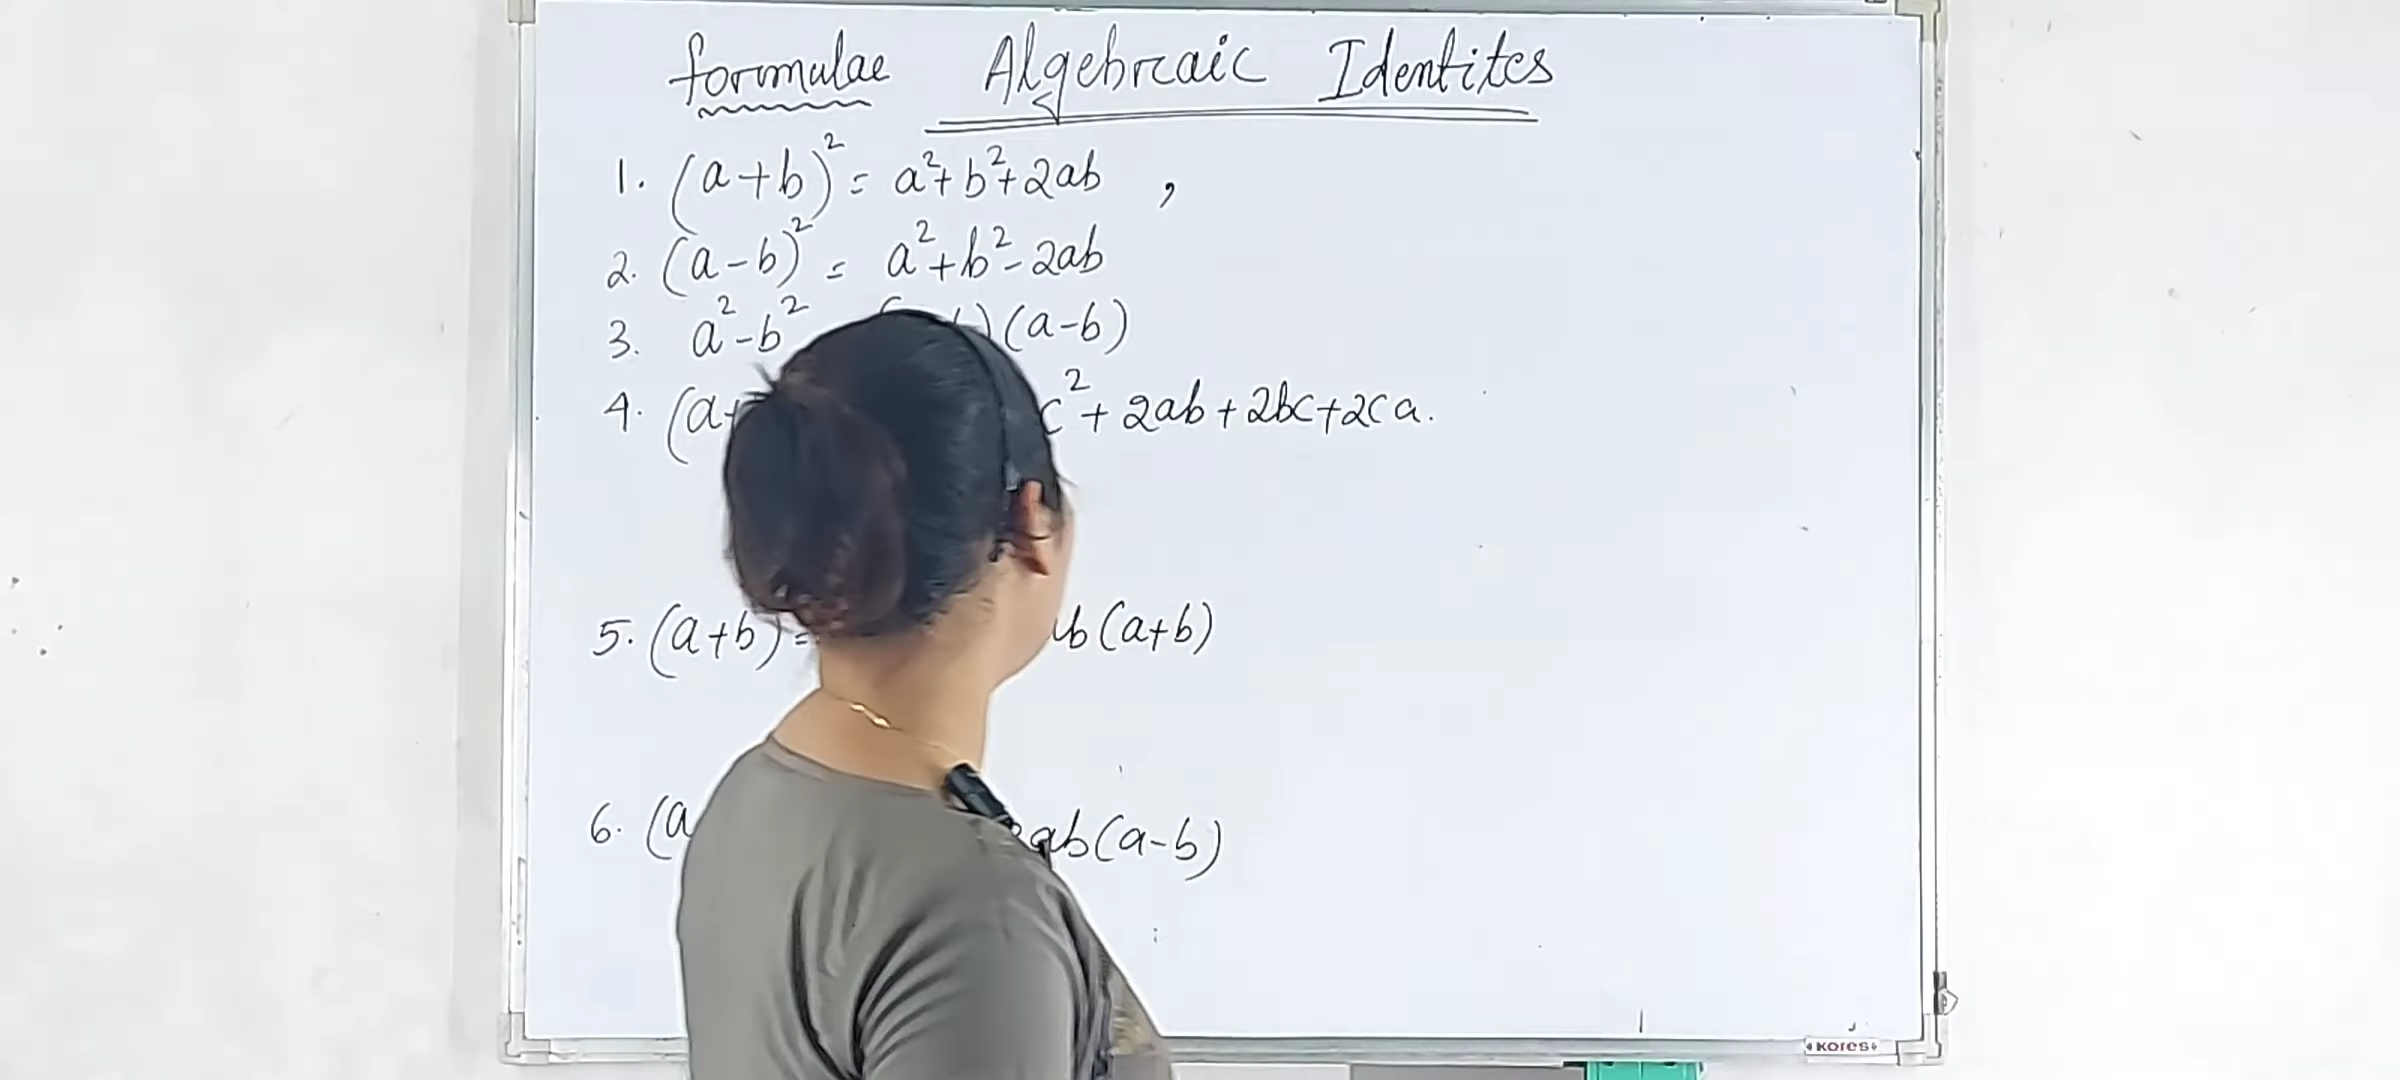 formulae Algebraic Identites
1. (a+b)² = a²+b²+2ab ,
2. (a-b)² = a²+b²-2ab
3. a²-b² (a-b)
4. (a+ c²+2ab+2bc+2ca.
5. (a+b)= b(a+b)
6. (a ab(a-b)
KORES